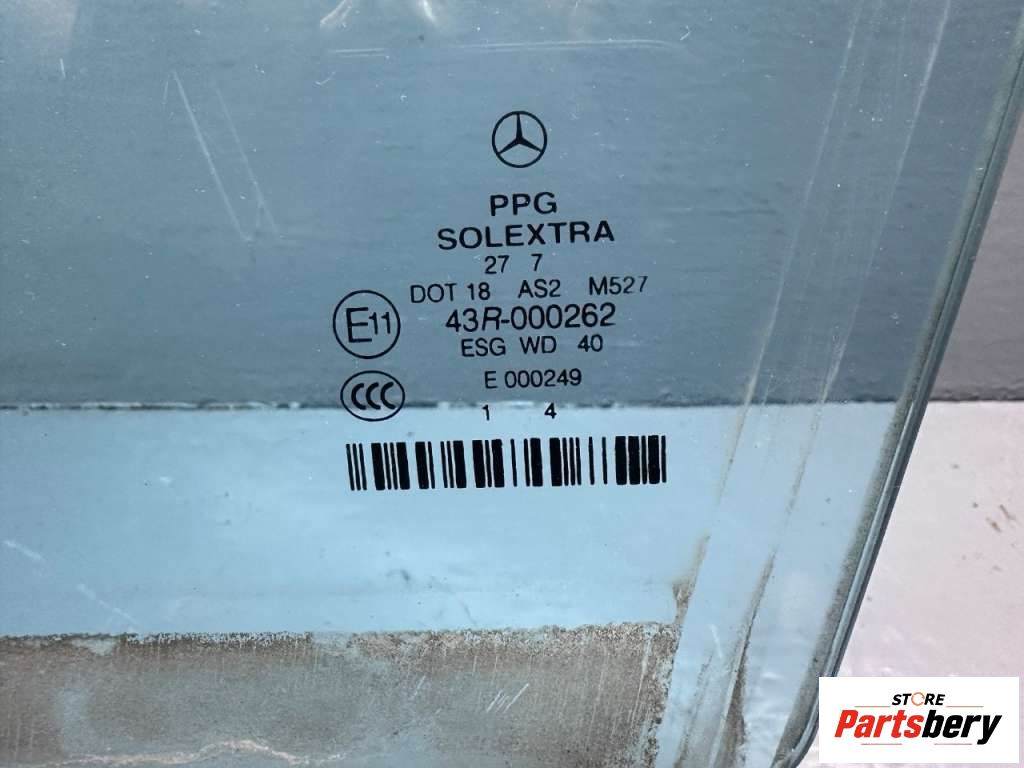 PPG
SOLEXTRA
27 7
DOT 18 AS2 M527
E11
43R-000262
ESG WD 40
CCC
E 000249
1 4
STORE
Partsbery